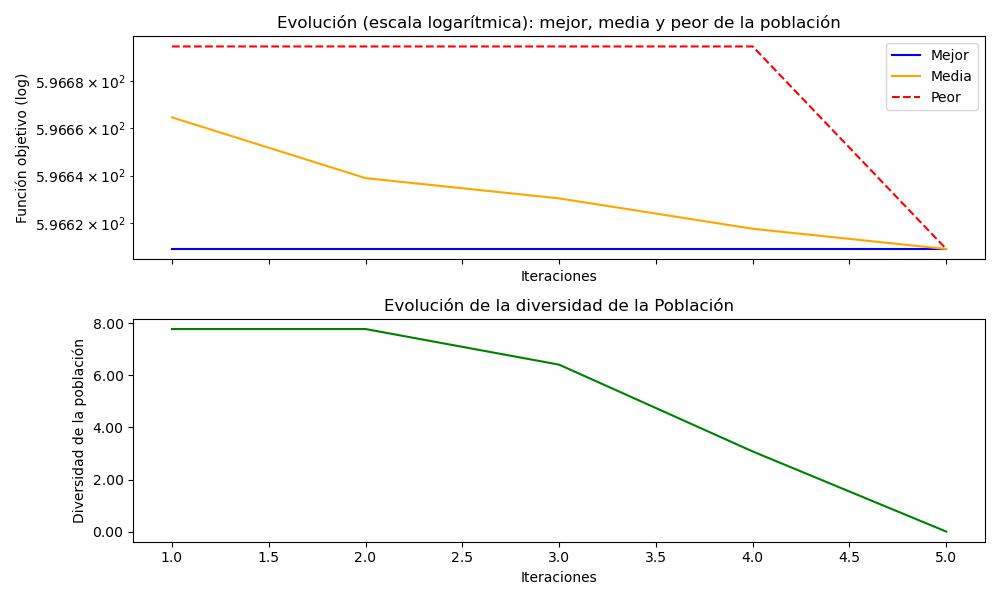 Evolución (escala logarítmica): mejor, media y peor de la población
Función objetivo (log)
5.9668 × 10²
5.9666 × 10²
5.9664 × 10²
5.9662 × 10²
Mejor
Media
Peor
Iteraciones
Evolución de la diversidad de la Población
Diversidad de la población
8.00
6.00
4.00
2.00
0.00
1.0 1.5 2.0 2.5 3.0 3.5 4.0 4.5 5.0
Iteraciones